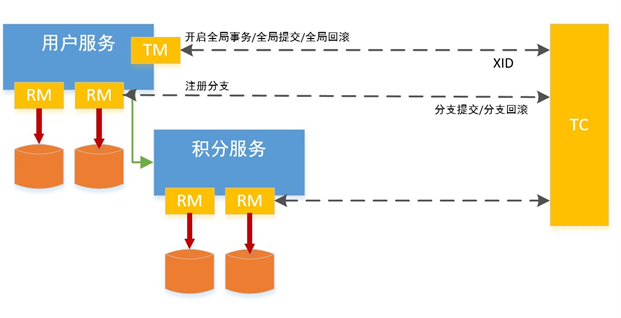 用户服务
TM
开启全局事务/全局提交/全局回滚
XID
RM
RM
注册分支
分支提交/分支回滚
TC
积分服务
RM
RM